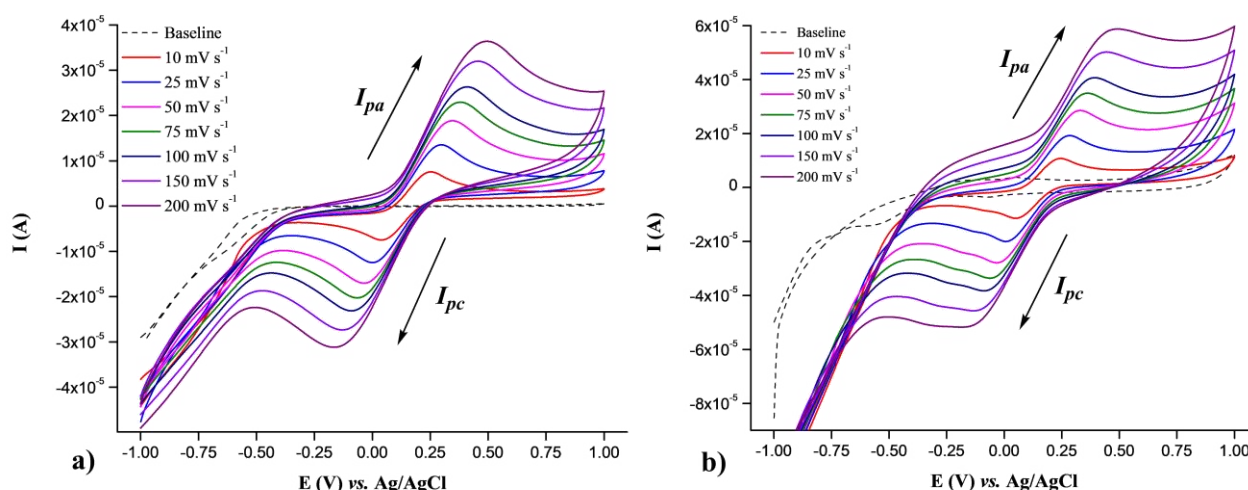 4x10⁻⁵
3x10⁻⁵
2x10⁻⁵
1x10⁻⁵
0
-1x10⁻⁵
-2x10⁻⁵
-3x10⁻⁵
-4x10⁻⁵
I (A)
Baseline
10 mV s⁻¹
25 mV s⁻¹
50 mV s⁻¹
75 mV s⁻¹
100 mV s⁻¹
150 mV s⁻¹
200 mV s⁻¹
Ipa
Ipc
-1.00 -0.75 -0.50 -0.25 0.00 0.25 0.50 0.75 1.00
a)
E (V) vs. Ag/AgCl
6x10⁻⁵
4x10⁻⁵
2x10⁻⁵
0
-2x10⁻⁵
-4x10⁻⁵
-6x10⁻⁵
-8x10⁻⁵
I (A)
Baseline
10 mV s⁻¹
25 mV s⁻¹
50 mV s⁻¹
75 mV s⁻¹
100 mV s⁻¹
150 mV s⁻¹
200 mV s⁻¹
Ipa
Ipc
-1.00 -0.75 -0.50 -0.25 0.00 0.25 0.50 0.75 1.00
b)
E (V) vs. Ag/AgCl